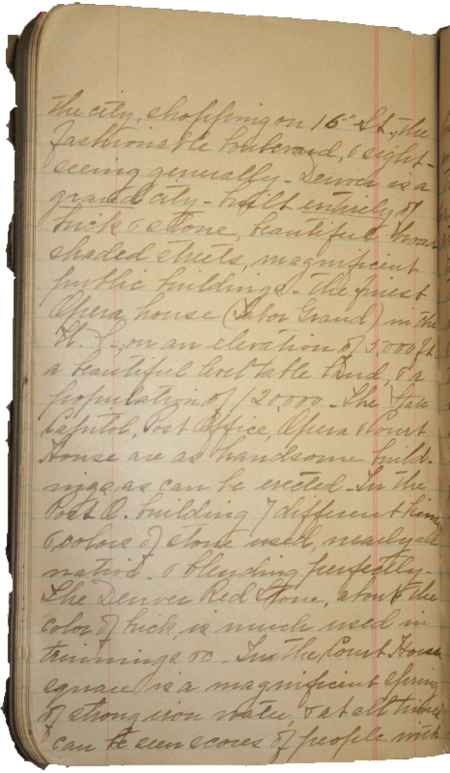 the city, shopping on 16" St., the
fashionable boulevard, & sight-
seeing generally - Denver is a
grand city - built entirely of
brick & stone, beautiful broad
shaded streets, magnificent
public buildings - the finest
Opera house (Tabor Grand) in the
U. S., on an elevation of 5000 ft
a beautiful level table land, & a
population of 120,000 - The State
Capitol, Post Office, Opera & Court
House are as handsome build-
ings, as can be erected - In the
Post O. building 7 different kinds
& colors of stone used, nearly all
native & blending perfectly -
The Denver Red Stone, about the
color of brick, is much used in
trimmings &c - In the Court House
square is a magnificent spring
of strong iron water, & at all times
can be seen scores of people with